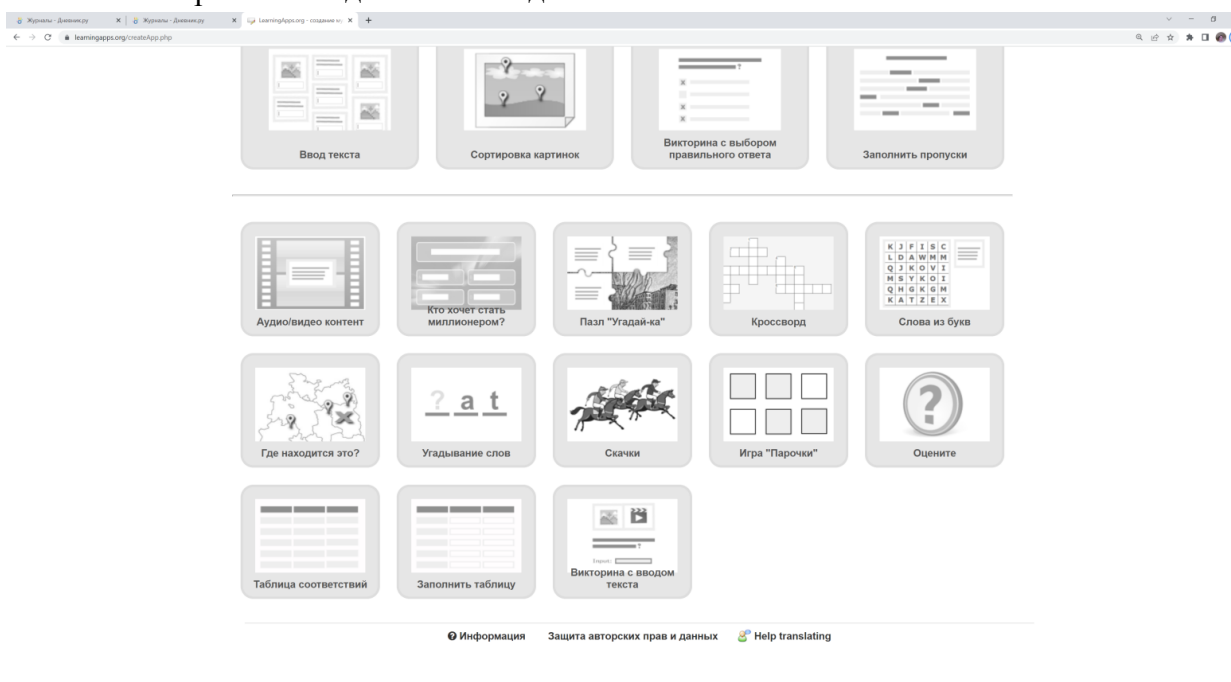 Журналы - Дневник.ру
Журналы - Дневник.ру
LearningApps.org - создание м
learningapps.org/createApp.php
Ввод текста
Сортировка картинок
Викторина с выбором
правильного ответа
Заполнить пропуски
Аудио/видео контент
Кто хочет стать
миллионером?
Пазл "Угадай-ка"
Кроссворд
K J F I S C
L D A W M M
Q J K O V I
M S Y K O I
Q H G K G M
K A T Z E X
Слова из букв
Где находится это?
? a t
Угадывание слов
Скачки
Игра "Парочки"
?
Оцените
Таблица соответствий
Заполнить таблицу
?
Викторина с вводом
текста
Информация
Защита авторских прав и данных
Help translating